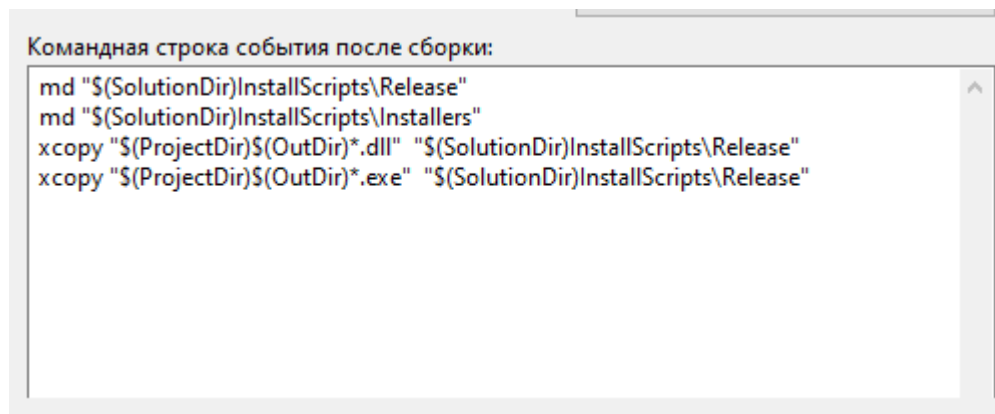 Командная строка события после сборки:
md "$(SolutionDir)InstallScripts\Release"
md "$(SolutionDir)InstallScripts\Installers"
xcopy "$(ProjectDir)$(OutDir)*.dll"  "$(SolutionDir)InstallScripts\Release"
xcopy "$(ProjectDir)$(OutDir)*.exe"  "$(SolutionDir)InstallScripts\Release"